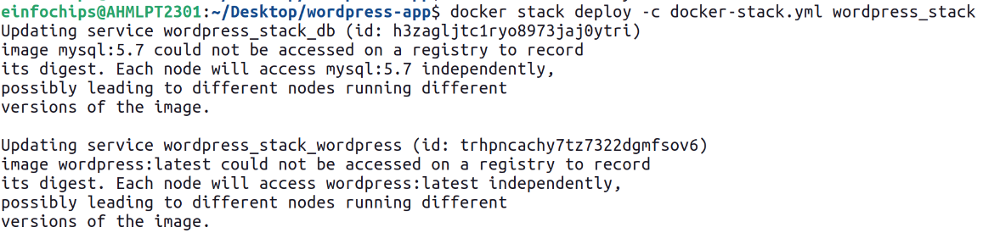 einfochips@AHMLPT2301:~/Desktop/wordpress-app$ docker stack deploy -c docker-stack.yml wordpress_stack
Updating service wordpress_stack_db (id: h3zagljtc1ryo8973jaj0ytri)
image mysql:5.7 could not be accessed on a registry to record
its digest. Each node will access mysql:5.7 independently,
possibly leading to different nodes running different
versions of the image.

Updating service wordpress_stack_wordpress (id: trhpncachy7tz7322dgmfsov6)
image wordpress:latest could not be accessed on a registry to record
its digest. Each node will access wordpress:latest independently,
possibly leading to different nodes running different
versions of the image.